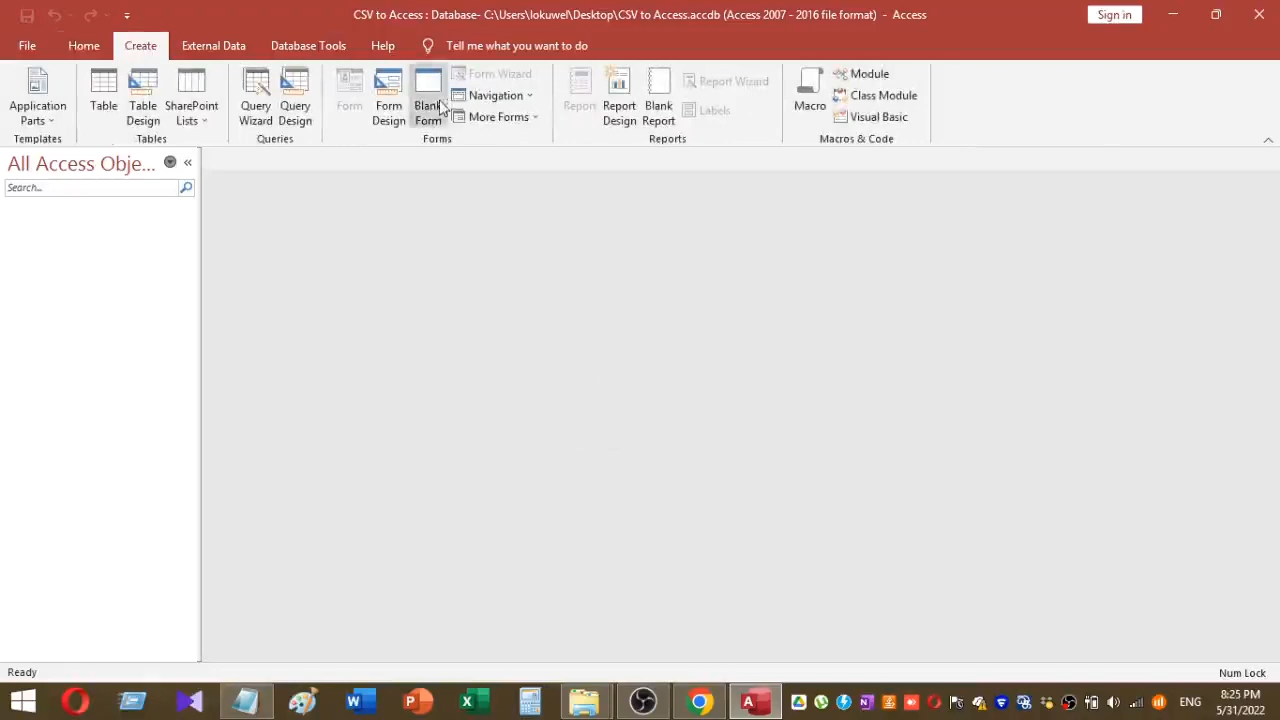 CSV to Access : Database- C:\Users\lokuwel\Desktop\CSV to Access.accdb (Access 2007 - 2016 file format) - Access
Sign in
File
Home
Create
External Data
Database Tools
Help
Tell me what you want to do
Application Parts
Templates
Table
Table Design
SharePoint Lists
Tables
Query Wizard
Query Design
Queries
Form
Form Design
Blank Form
Form Wizard
Navigation
More Forms
Forms
Report
Report Design
Blank Report
Report Wizard
Labels
Reports
Macro
Module
Class Module
Visual Basic
Macros & Code
All Access Obje...
Search...
Ready
Num Lock
ENG
8:25 PM
5/31/2022